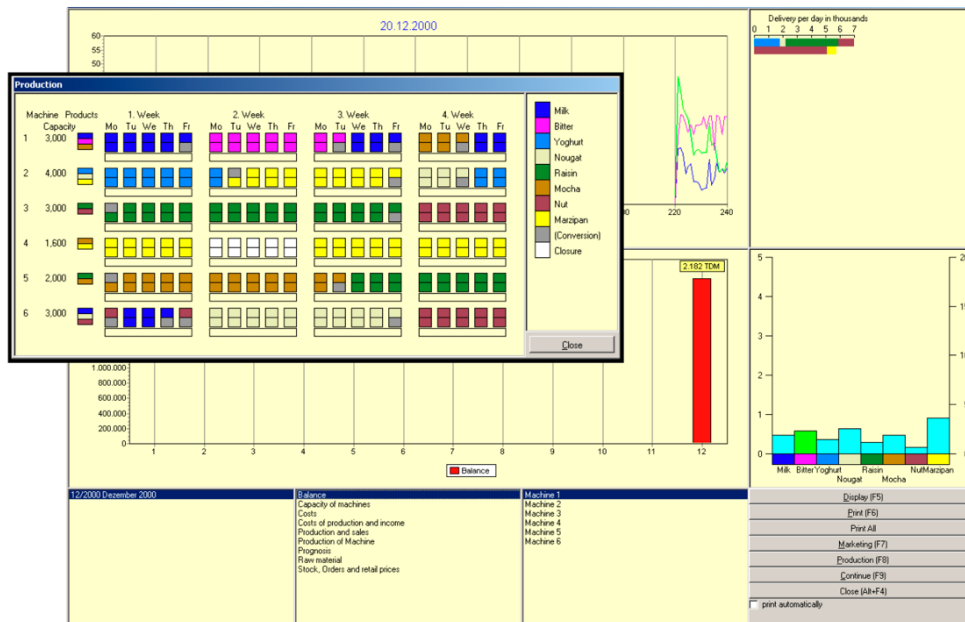 20.12.2000
60
55
50
200
220
240
Delivery per day in thousands
0 1 2 3 4 5 6 7
Production
Machine Products
Capacity
1. Week
2. Week
3. Week
4. Week
Mo Tu We Th Fr
Mo Tu We Th Fr
Mo Tu We Th Fr
Mo Tu We Th Fr
1 3,000
2 4,000
3 3,000
4 1,600
5 2,000
6 3,000
Milk
Bitter
Yoghurt
Nougat
Raisin
Mocha
Nut
Marzipan
(Conversion)
Closure
Close
2.182 TDM
1.000.000
800.000
600.000
400.000
200.000
0
1 2 3 4 5 6 7 8 9 10 11 12
Balance
5
4
3
2
1
0
Milk Bitter Yoghurt Nougat Raisin Mocha Nut Marzipan
12/2000 Dezember 2000
Balance
Capacity of machines
Costs
Costs of production and income
Production and sales
Production of Machine
Prognosis
Raw material
Stock, Orders and retail prices
Machine 1
Machine 2
Machine 3
Machine 4
Machine 5
Machine 6
Display (F5)
Print (F6)
Print All
Marketing (F7)
Production (F8)
Continue (F9)
Close (Alt+F4)
print automatically